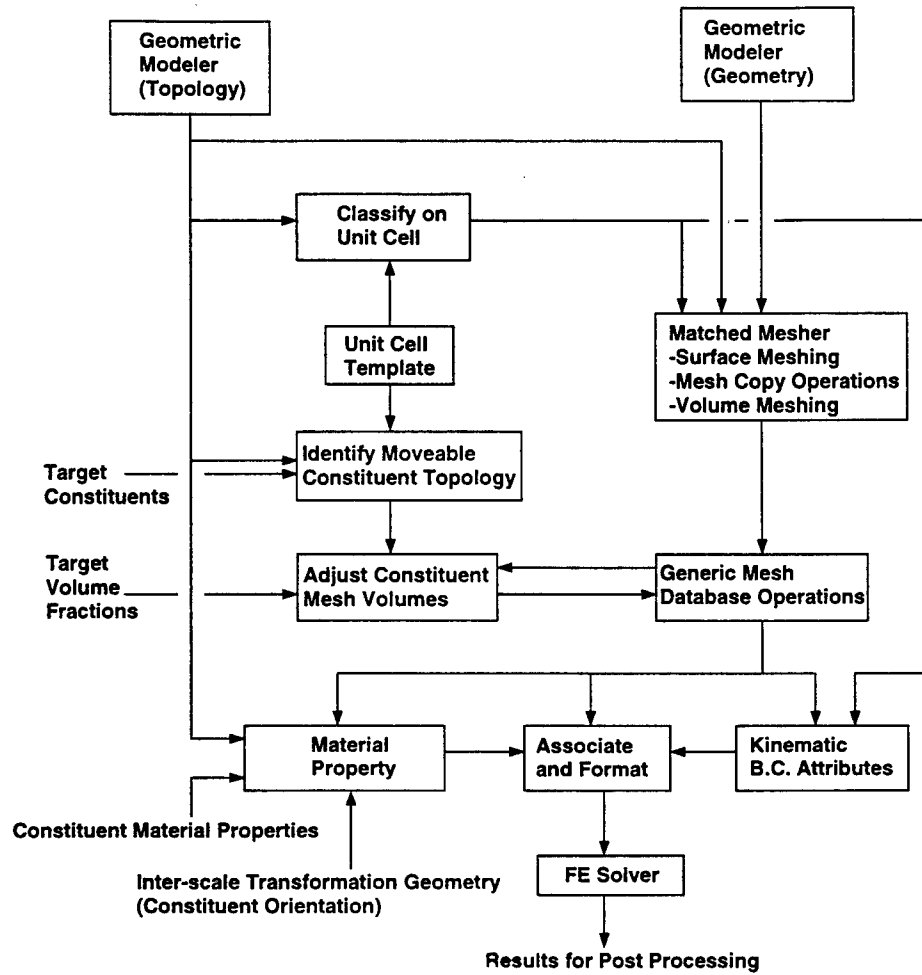 Geometric
Modeler
(Topology)
Geometric
Modeler
(Geometry)
Classify on
Unit Cell
Unit Cell
Template
Matched Mesher
-Surface Meshing
-Mesh Copy Operations
-Volume Meshing
Identify Moveable
Constituent Topology
Target
Constituents
Target
Volume
Fractions
Adjust Constituent
Mesh Volumes
Generic Mesh
Database Operations
Material
Property
Associate
and Format
Kinematic
B.C. Attributes
Constituent Material Properties
Inter-scale Transformation Geometry
(Constituent Orientation)
FE Solver
Results for Post Processing